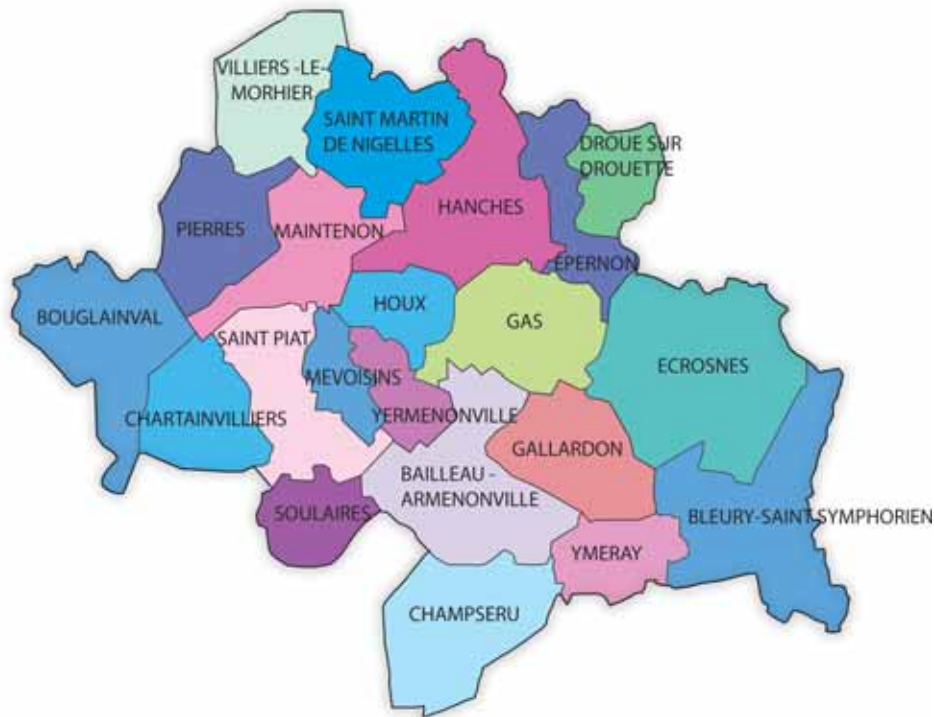 VILLIERS -LE-
MORHIER
SAINT MARTIN
DE NIGELLES
DROUE SUR
DROUETTE
HANCHES
PIERRES
MAINTENON
ÉPERNON
HOUX
BOUGLAINVAL
GAS
SAINT PIAT
ECROSNES
MEVOISINS
CHARTAINVILLIERS
YERMENONVILLE
GALLARDON
BAILLEAU -
ARMENONVILLE
SOULAIRES
BLEURY-SAINT-SYMPHORIEN
YMERAY
CHAMPSERU